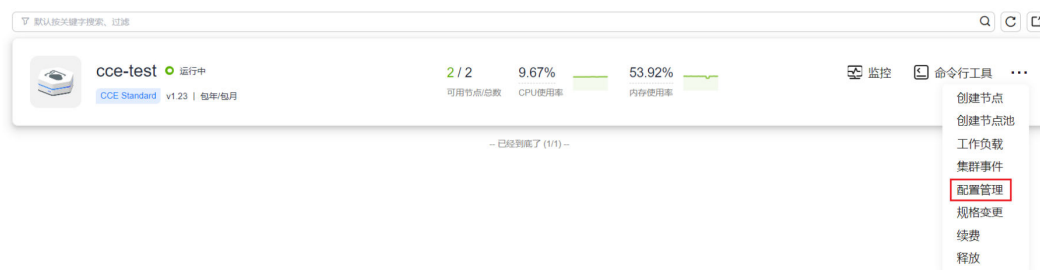 默认按关键字搜索、过滤
cce-test 运行中
CCE Standard v1.23 | 包年/包月
2 / 2 9.67% 53.92%
可用节点/总数 CPU使用率 内存使用率
监控 命令行工具 ...
创建节点
创建节点池
工作负载
集群事件
配置管理
规格变更
续费
释放
-- 已经到底了 (1/1) --